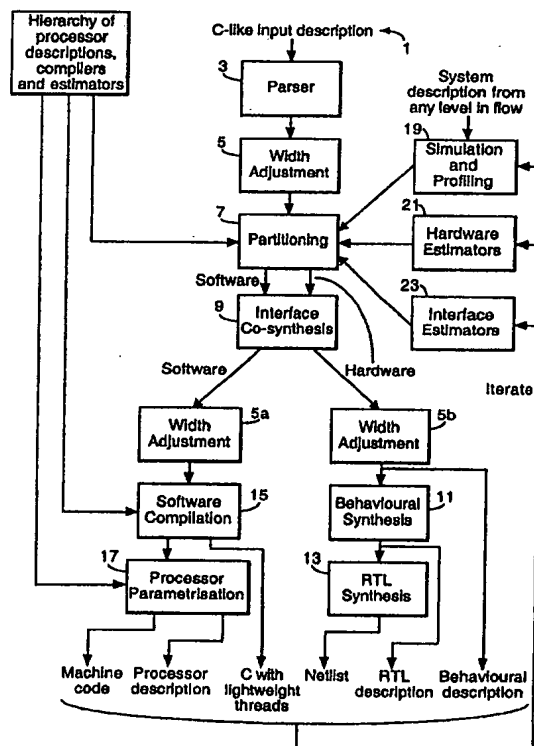 Hierarchy of
processor
descriptions,
compilers
and estimators
C-like input description
1
3
Parser
System
description from
any level in flow
5
Width
Adjustment
19
Simulation
and
Profiling
7
Partitioning
21
Hardware
Estimators
Software
9
Interface
Co-synthesis
23
Interface
Estimators
Software
Hardware
Iterate
Width
Adjustment
5a
Width
Adjustment
5b
Software
Compilation
15
Behavioural
Synthesis
11
17
Processor
Parametrisation
13
RTL
Synthesis
Machine
code
Processor
description
C with
lightweight
threads
Netlist
RTL
description
Behavioural
description